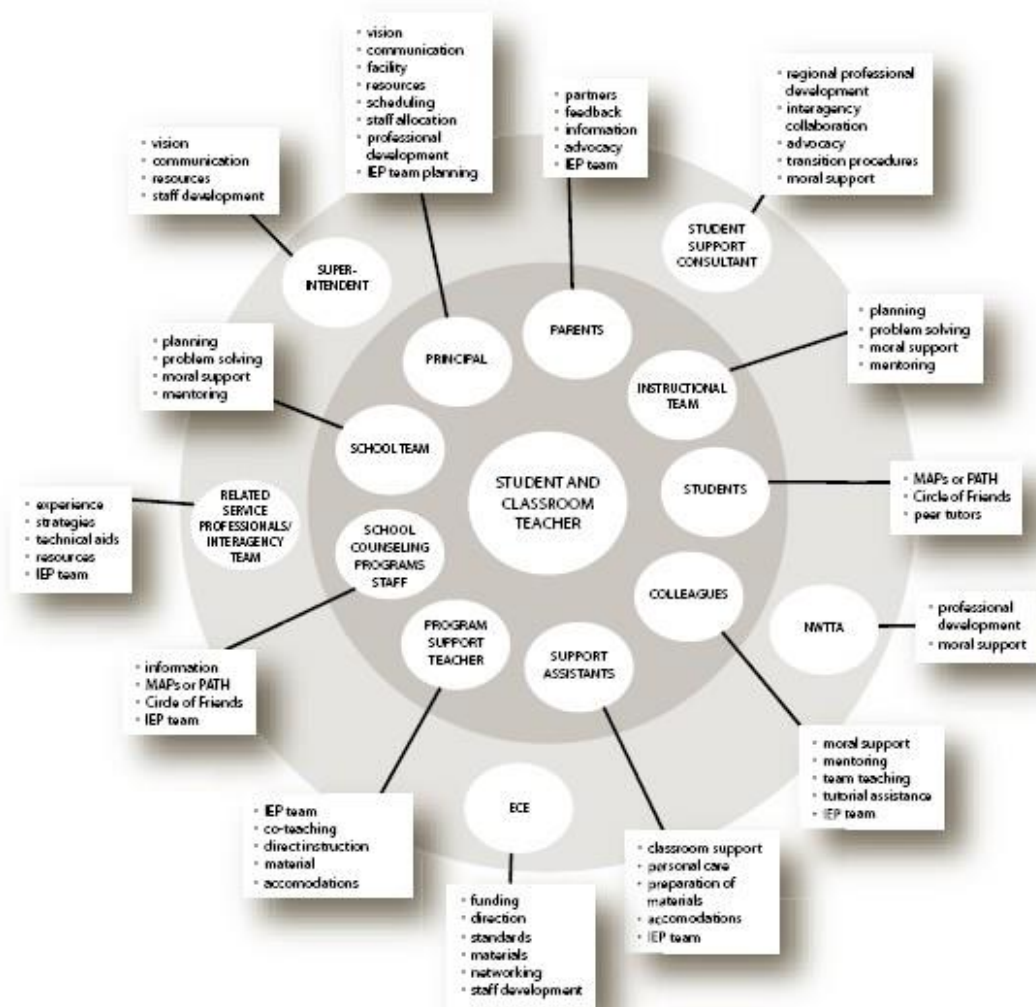 • vision
• communication
• facility
• resources
• scheduling
• staff allocation
• professional
development
• IEP team planning
• partners
• feedback
• information
• advocacy
• IEP team
• regional professional
development
• interagency
collaboration
• advocacy
• transition procedures
• moral support
• vision
• communication
• resources
• staff development
STUDENT
SUPPORT
CONSULTANT
SUPER-
INTENDENT
• planning
• problem solving
• moral support
• mentoring
PARENTS
PRINCIPAL
• planning
• problem solving
• moral support
• mentoring
INSTRUCTIONAL
TEAM
SCHOOL TEAM
STUDENT AND
CLASSROOM
TEACHER
STUDENTS
• MAPs or PATH
• Circle of Friends
• peer tutors
• experience
• strategies
• technical aids
• resources
• IEP team
RELATED
SERVICE
PROFESSIONALS/
INTERAGENCY
TEAM
SCHOOL
COUNSELING
PROGRAMS
STAFF
COLLEAGUES
NWTTA
• professional
development
• moral support
PROGRAM
SUPPORT
TEACHER
SUPPORT
ASSISTANTS
• information
• MAPs or PATH
• Circle of Friends
• IEP team
• moral support
• mentoring
• team teaching
• tutorial assistance
• IEP team
ECE
• IEP team
• co-teaching
• direct instruction
• material
• accomodations
• classroom support
• personal care
• preparation of
materials
• accomodations
• IEP team
• funding
• direction
• standards
• materials
• networking
• staff development